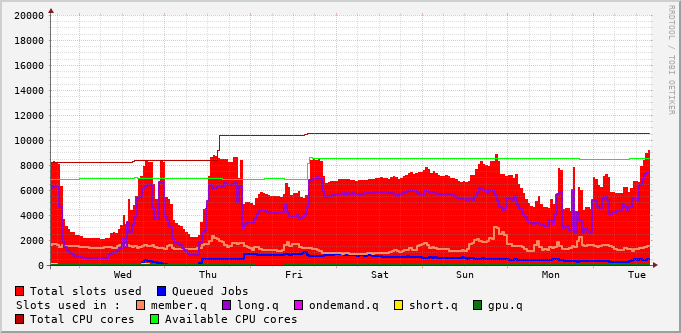 20000
18000
16000
14000
12000
10000
8000
6000
4000
2000
0
Wed Thu Fri Sat Sun Mon Tue
RRDTOOL / TOBI OETIKER
Total slots used Queued Jobs
Slots used in : member.q long.q ondemand.q short.q gpu.q
Total CPU cores Available CPU cores